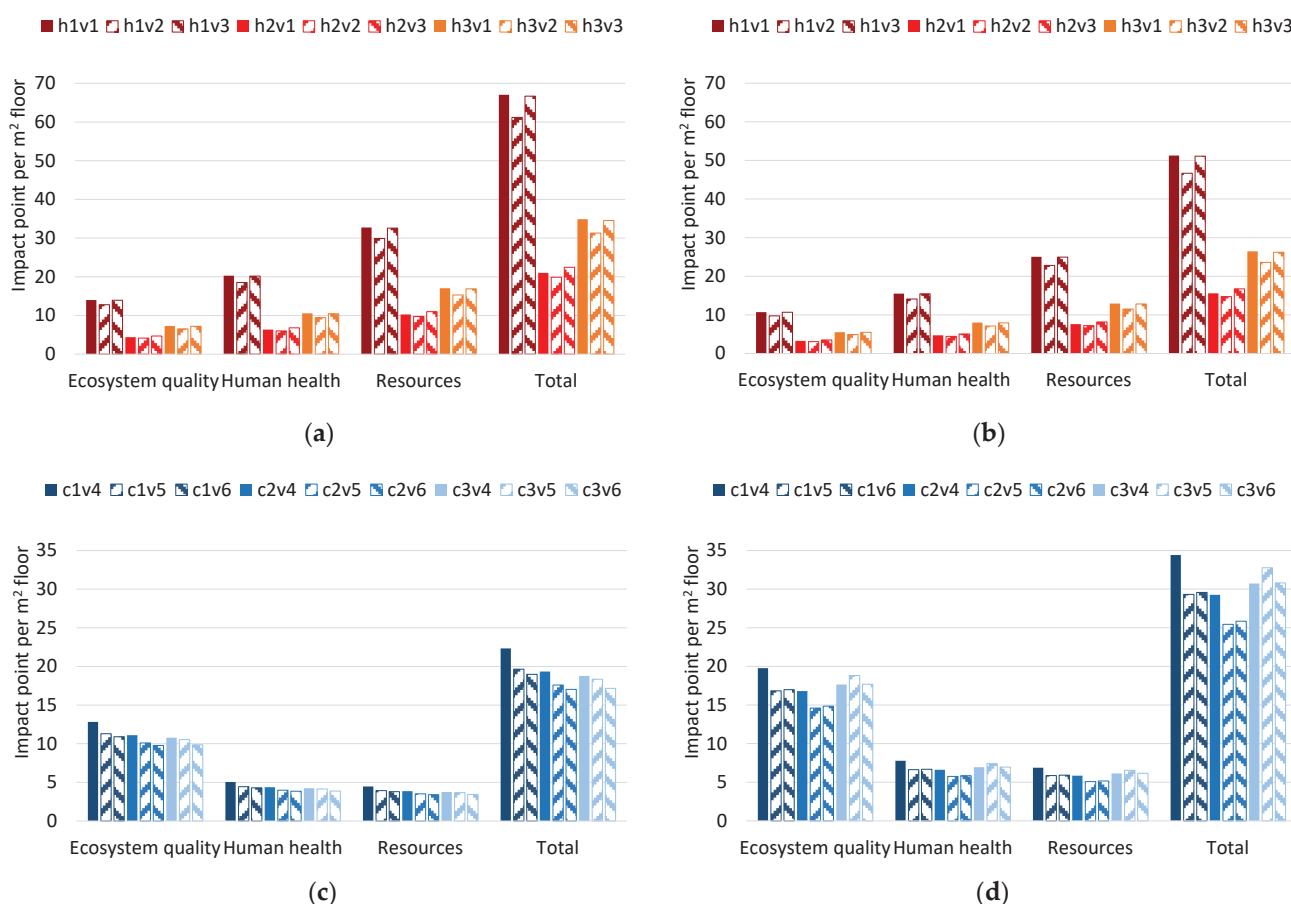 h1v1 h1v2 h1v3 h2v1 h2v2 h2v3 h3v1 h3v2 h3v3
Impact point per m² floor
70
60
50
40
30
20
10
0
Ecosystem quality Human health Resources Total
(a)
h1v1 h1v2 h1v3 h2v1 h2v2 h2v3 h3v1 h3v2 h3v3
Impact point per m² floor
70
60
50
40
30
20
10
0
Ecosystem quality Human health Resources Total
(b)
c1v4 c1v5 c1v6 c2v4 c2v5 c2v6 c3v4 c3v5 c3v6
Impact point per m² floor
35
30
25
20
15
10
5
0
Ecosystem quality Human health Resources Total
(c)
c1v4 c1v5 c1v6 c2v4 c2v5 c2v6 c3v4 c3v5 c3v6
Impact point per m² floor
35
30
25
20
15
10
5
0
Ecosystem quality Human health Resources Total
(d)